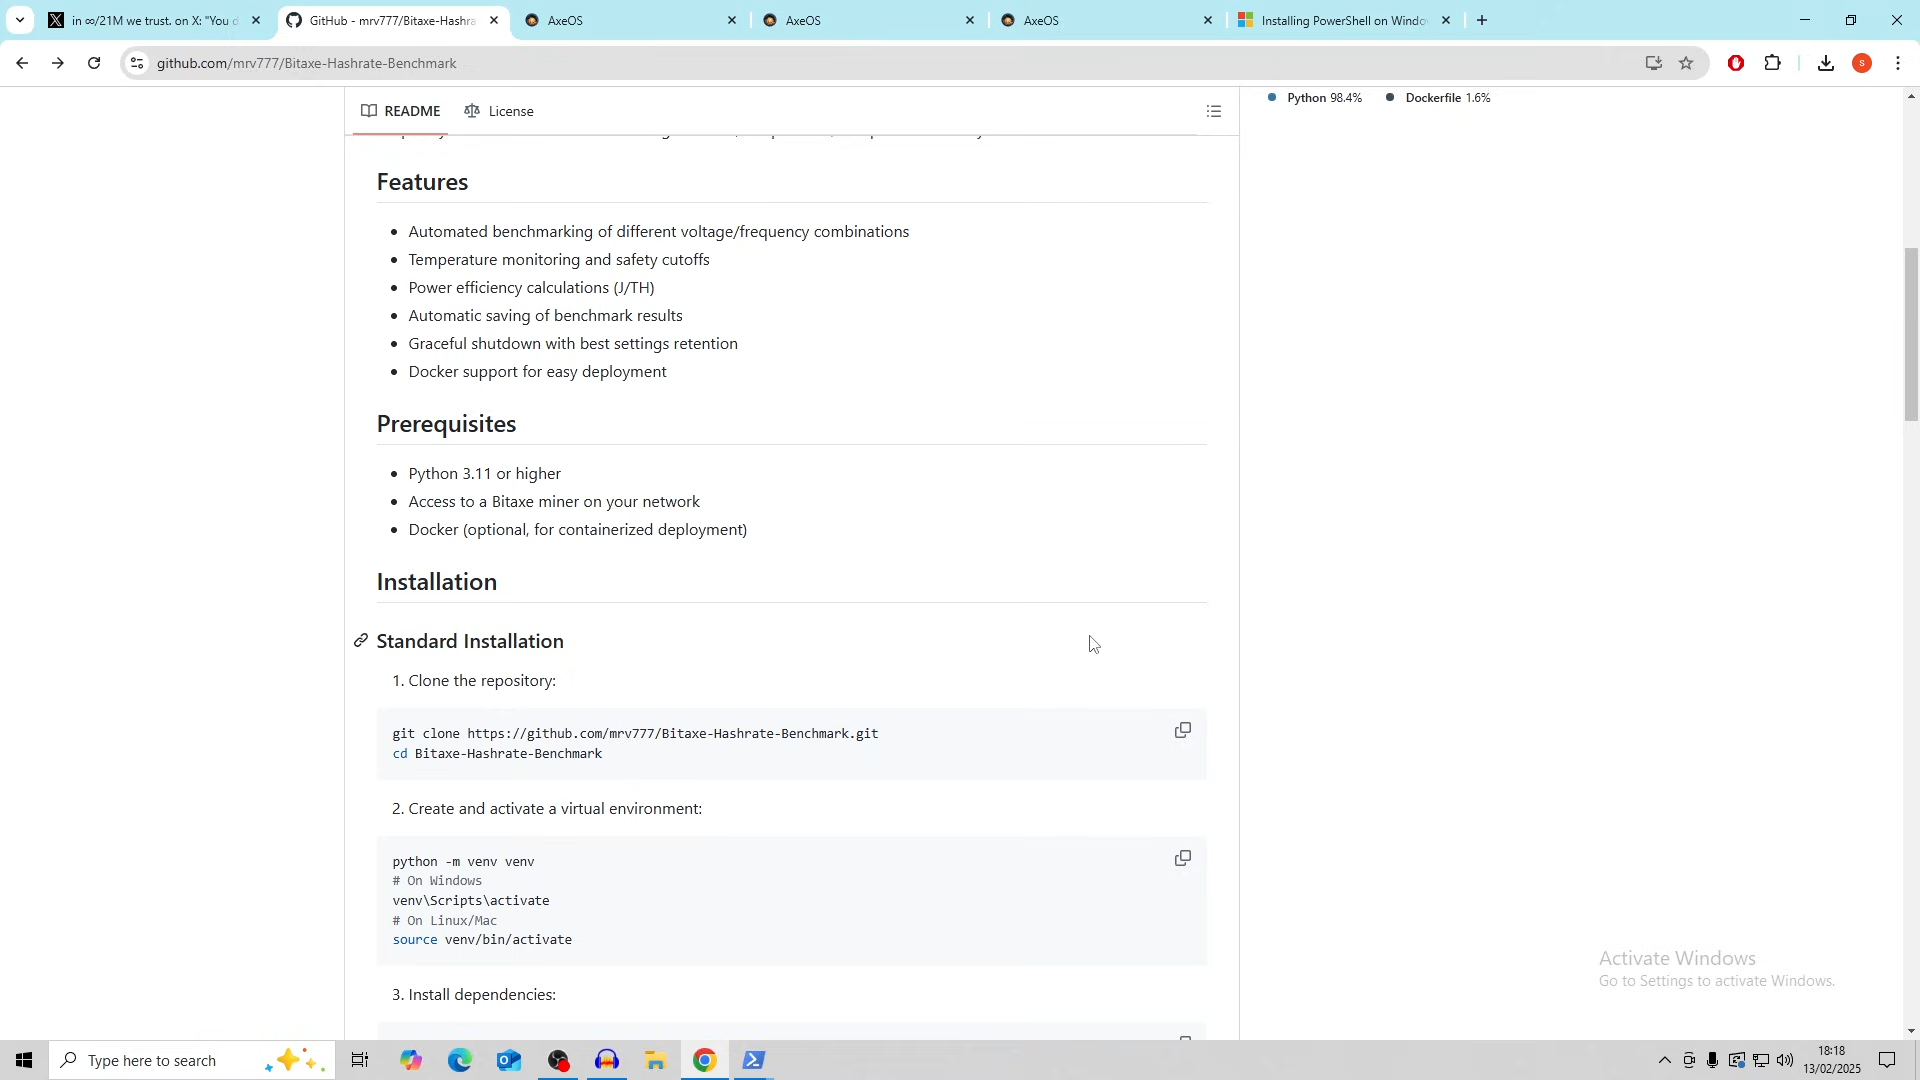 in ∞/21M we trust. on X: "You d
GitHub - mrv777/Bitaxe-Hashra
AxeOS
AxeOS
AxeOS
Installing PowerShell on Windo
github.com/mrv777/Bitaxe-Hashrate-Benchmark
S
README
License
Python 98.4%
Dockerfile 1.6%
Features
Automated benchmarking of different voltage/frequency combinations
Temperature monitoring and safety cutoffs
Power efficiency calculations (J/TH)
Automatic saving of benchmark results
Graceful shutdown with best settings retention
Docker support for easy deployment
Prerequisites
Python 3.11 or higher
Access to a Bitaxe miner on your network
Docker (optional, for containerized deployment)
Installation
Standard Installation
1. Clone the repository:
git clone https://github.com/mrv777/Bitaxe-Hashrate-Benchmark.git
cd Bitaxe-Hashrate-Benchmark
2. Create and activate a virtual environment:
python -m venv venv
# On Windows
venv\Scripts\activate
# On Linux/Mac
source venv/bin/activate
3. Install dependencies:
Activate Windows
Go to Settings to activate Windows.
Type here to search
18:18
13/02/2025